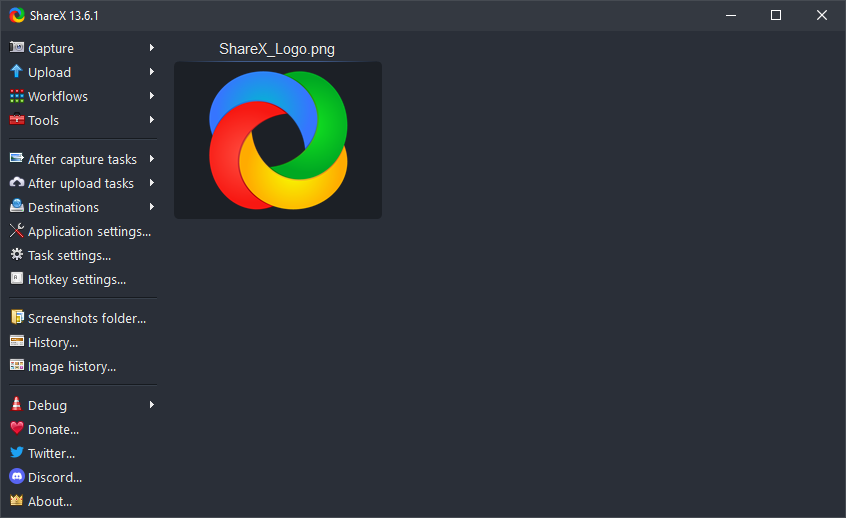 ShareX 13.6.1
Capture
Upload
Workflows
Tools
After capture tasks
After upload tasks
Destinations
Application settings...
Task settings...
Hotkey settings...
Screenshots folder...
History...
Image history...
Debug
Donate...
Twitter...
Discord...
About...
ShareX_Logo.png